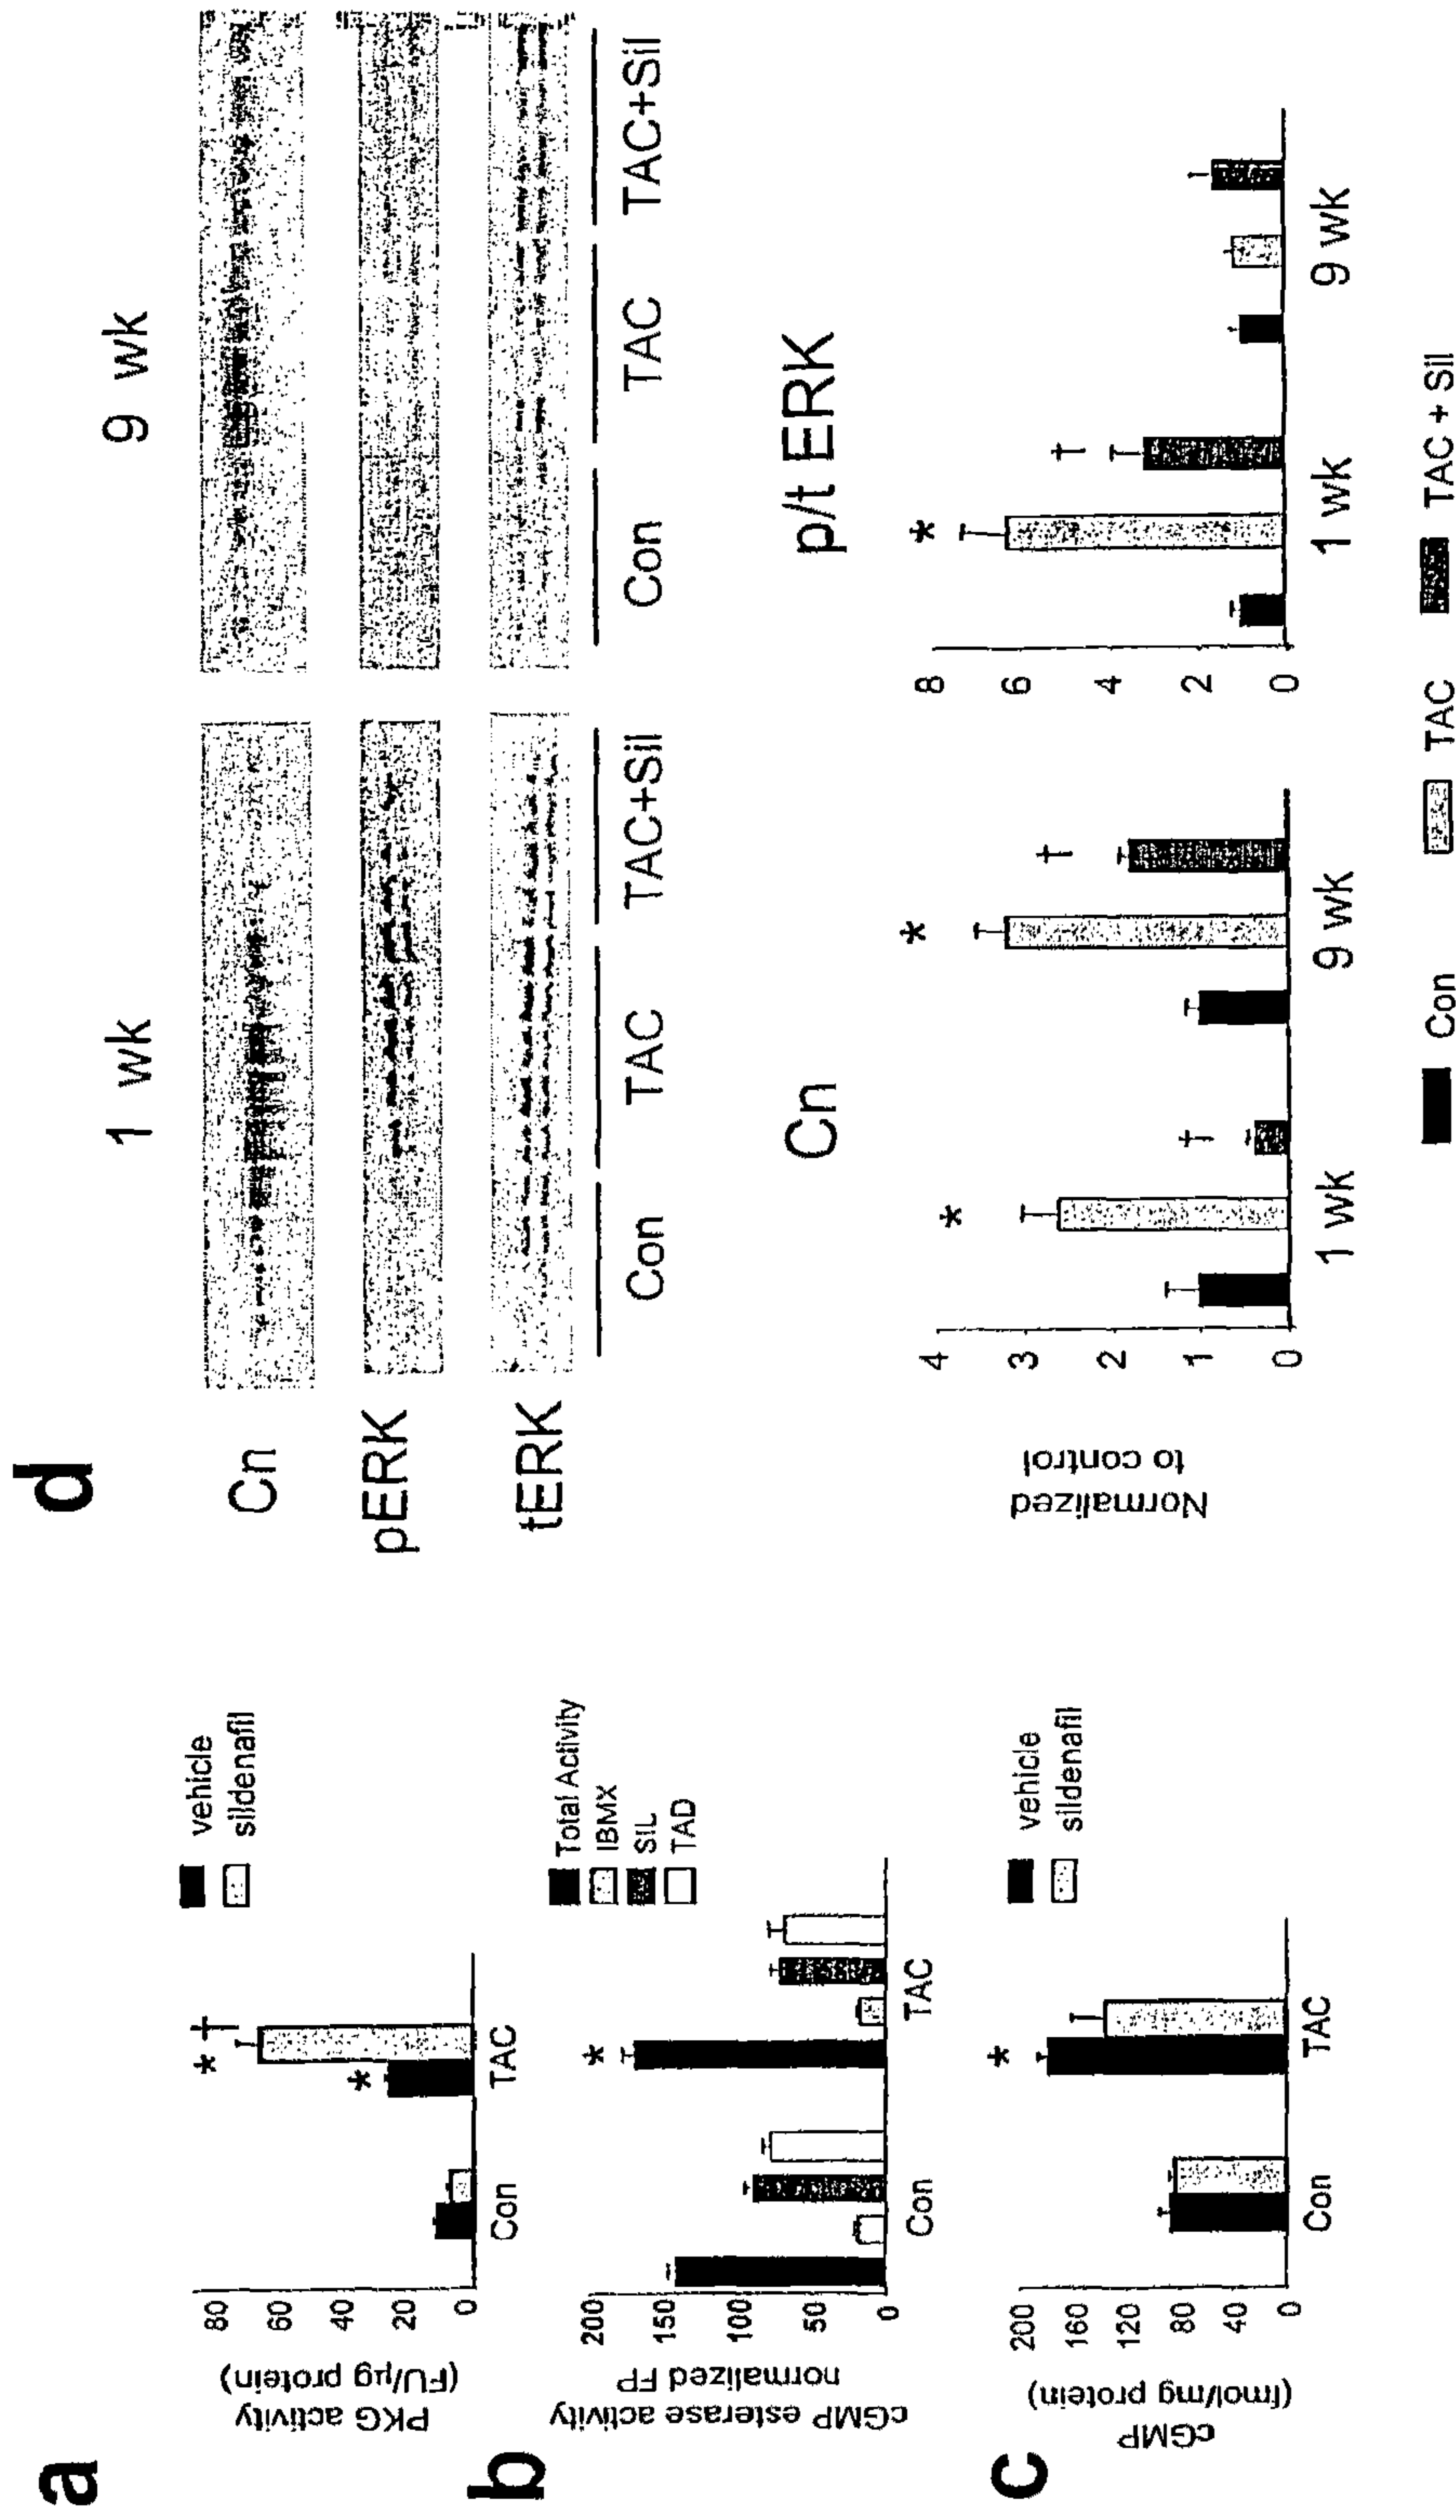 a
PKG activity
(FU/µg protein)
80
60
40
20
0
Con
TAC
*
* †
vehicle
sildenafil
b
cGMP esterase activity
normalized FP
200
150
100
50
0
Con
TAC
*
Total Activity
IBMX
SIL
TAD
c
cGMP
(fmol/mg protein)
200
160
120
80
40
0
Con
TAC
*
vehicle
sildenafil
d
1 wk
9 wk
Cn
pERK
tERK
Con TAC TAC+Sil
Con TAC TAC+Sil
Cn
Normalized
to control
4
3
2
1
0
* †
* †
1 wk
9 wk
p/t ERK
8
6
4
2
0
* †
1 wk
9 wk
Con TAC TAC + Sil